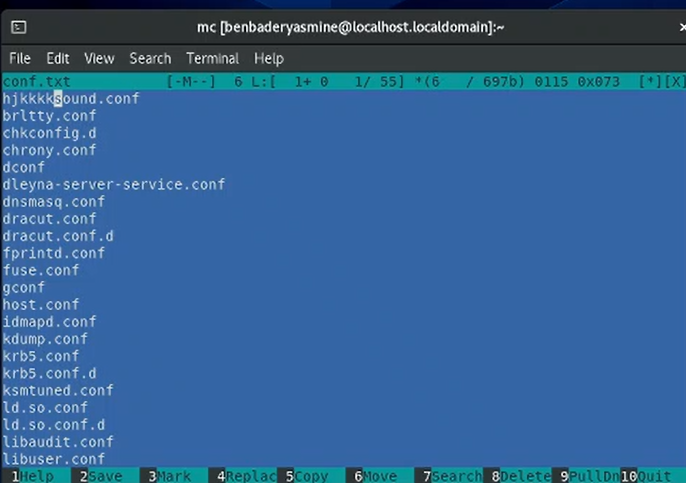 mc [benbaderyasmine@localhost.localdomain]:~
File Edit View Search Terminal Help
conf.txt [-M--] 6 L:[ 1+ 0 1/ 55] *(6 / 697b) 0115 0x073 [*][X]
hjkkkksound.conf
brltty.conf
chkconfig.d
chrony.conf
dconf
dleyna-server-service.conf
dnsmasq.conf
dracut.conf
dracut.conf.d
fprintd.conf
fuse.conf
gconf
host.conf
idmapd.conf
kdump.conf
krb5.conf
krb5.conf.d
ksmtuned.conf
ld.so.conf
ld.so.conf.d
libaudit.conf
libuser.conf
1Help 2Save 3Mark 4Replac 5Copy 6Move 7Search 8Delete 9PullDn 10Quit